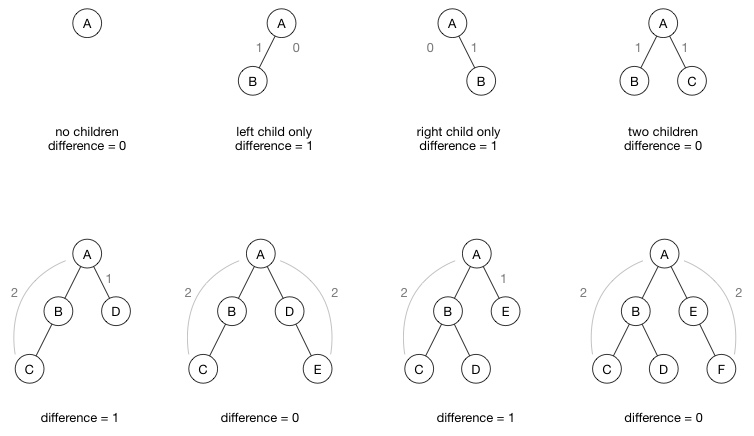 A
A
1 0
B
A
0 1
B
A
1 1
B C
no children
difference = 0
left child only
difference = 1
right child only
difference = 1
two children
difference = 0
A
2 1
B D
C
difference = 1
A
2 2
B D
C E
difference = 0
A
2 1
B E
C D
difference = 1
A
2 2
B E
C D F
difference = 0